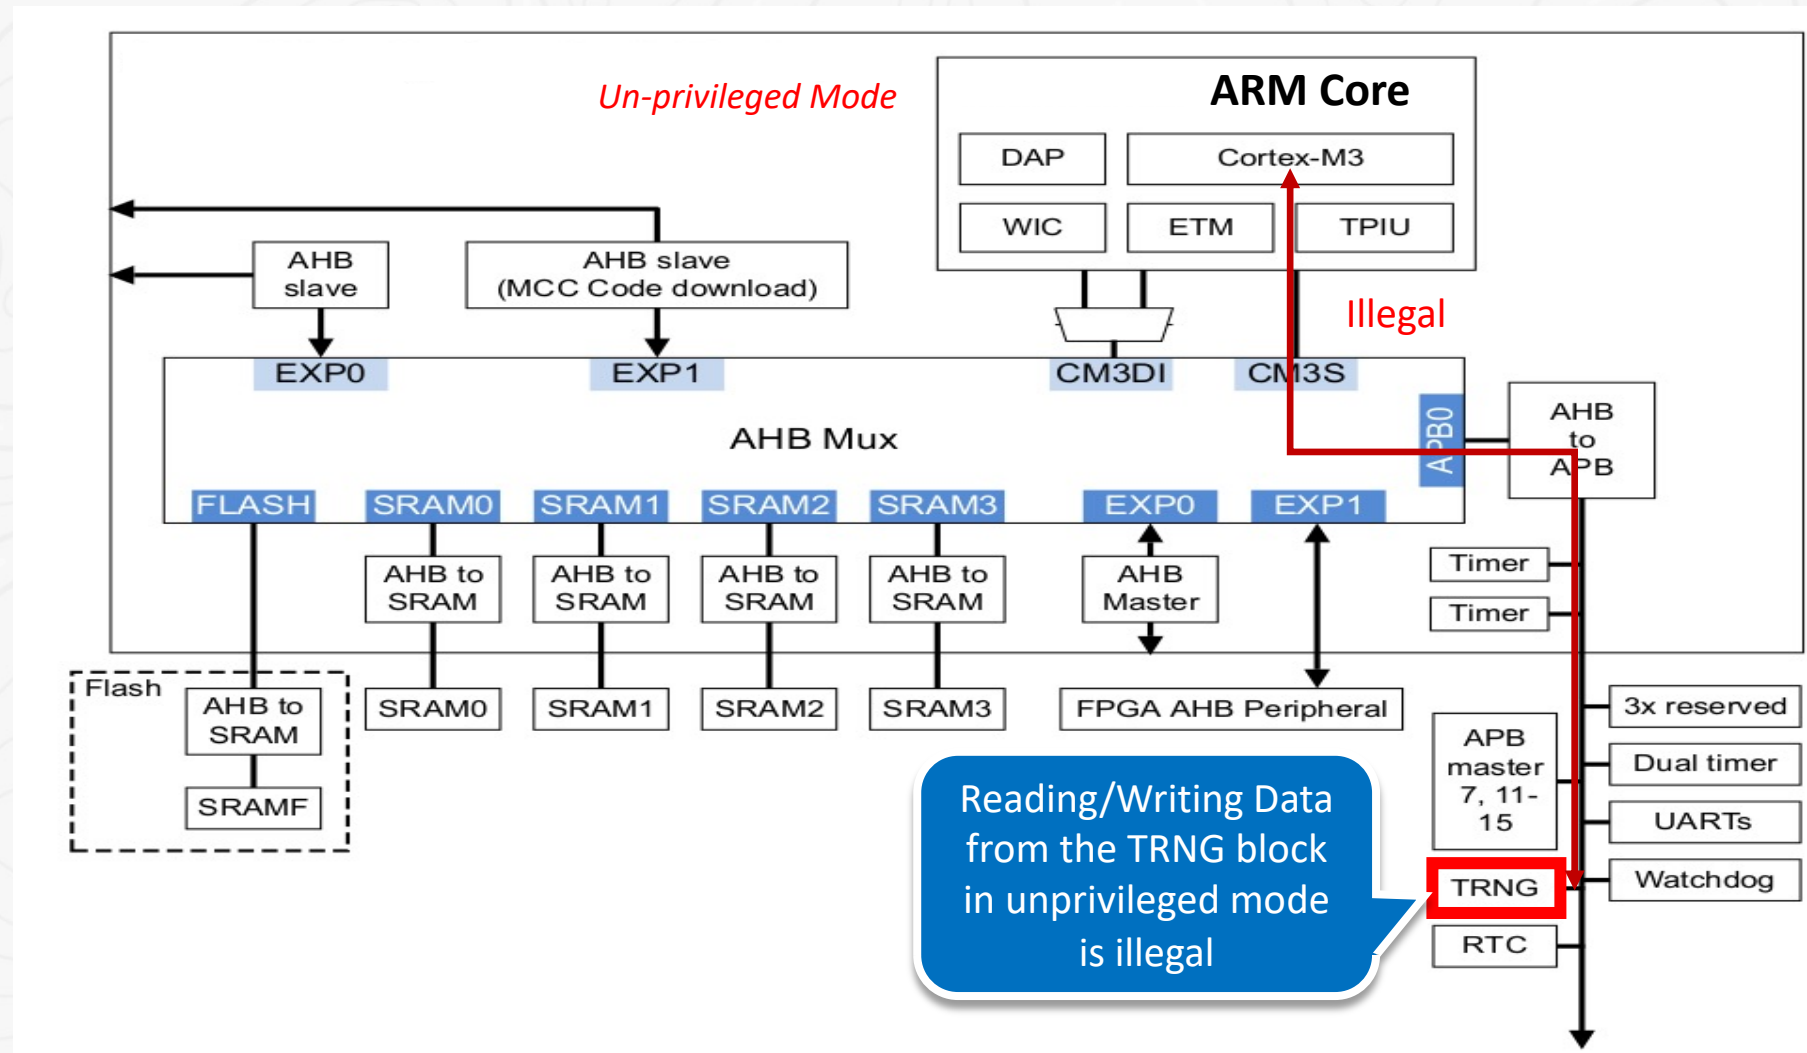 Un-privileged Mode
ARM Core
DAP
Cortex-M3
WIC
ETM
TPIU
AHB
slave
AHB slave
(MCC Code download)
Illegal
EXP0
EXP1
CM3DI
CM3S
AHB Mux
APB0
AHB
to
APB
FLASH
SRAM0
SRAM1
SRAM2
SRAM3
EXP0
EXP1
AHB to
SRAM
AHB to
SRAM
AHB to
SRAM
AHB to
SRAM
AHB
Master
Timer
Timer
Flash
AHB to
SRAM
SRAMF
SRAM0
SRAM1
SRAM2
SRAM3
FPGA AHB Peripheral
APB
master
7, 11-
15
3x reserved
Dual timer
UARTs
Watchdog
TRNG
RTC
Reading/Writing Data
from the TRNG block
in unprivileged mode
is illegal